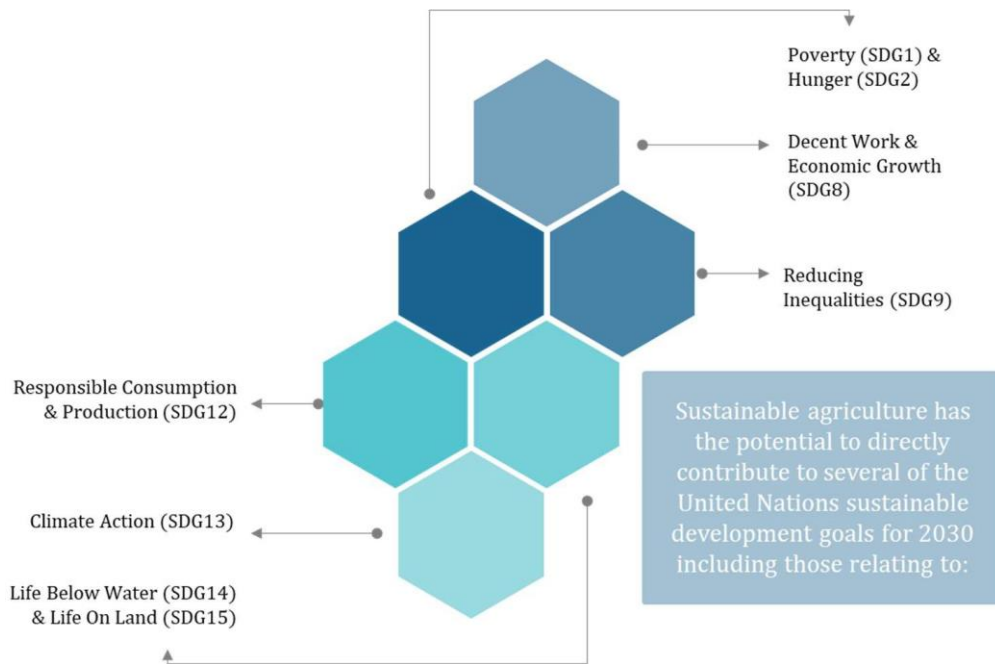 Poverty (SDG1) &
Hunger (SDG2)
Decent Work &
Economic Growth
(SDG8)
Reducing
Inequalities (SDG9)
Responsible Consumption
& Production (SDG12)
Climate Action (SDG13)
Life Below Water (SDG14)
& Life On Land (SDG15)
Sustainable agriculture has
the potential to directly
contribute to several of the
United Nations sustainable
development goals for 2030
including those relating to: